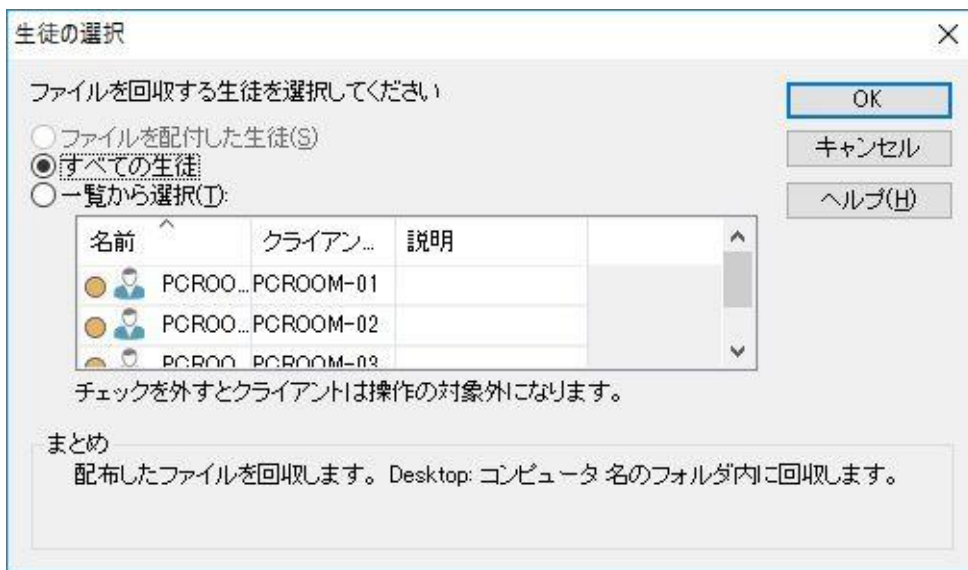 生徒の選択
ファイルを回収する生徒を選択してください
ファイルを配付した生徒(S)
すべての生徒
一覧から選択(T):
OK
キャンセル
ヘルプ(H)
名前 クライアン... 説明
PCROO... PCROOM-01
PCROO... PCROOM-02
PCROO PCROOM-03
チェックを外すとクライアントは操作の対象外になります。
まとめ
配布したファイルを回収します。Desktop: コンピュータ 名のフォルダ内に回収します。